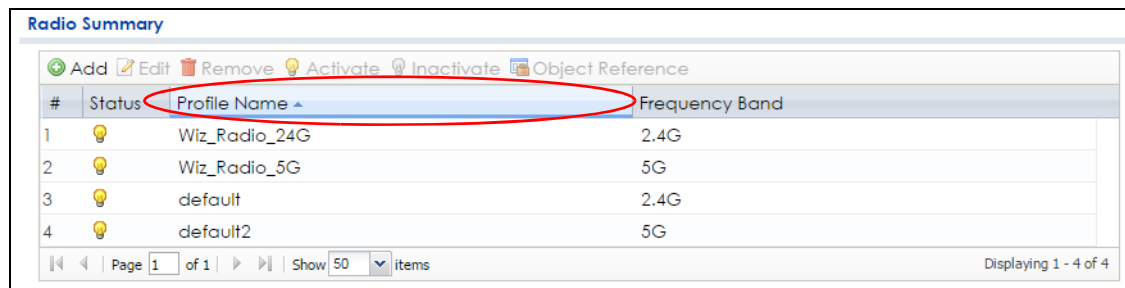 Radio Summary
Add Edit Remove Activate Inactivate Object Reference
# Status Profile Name Frequency Band
1 Wiz_Radio_24G 2.4G
2 Wiz_Radio_5G 5G
3 default 2.4G
4 default2 5G
Page 1 of 1 Show 50 items Displaying 1 - 4 of 4